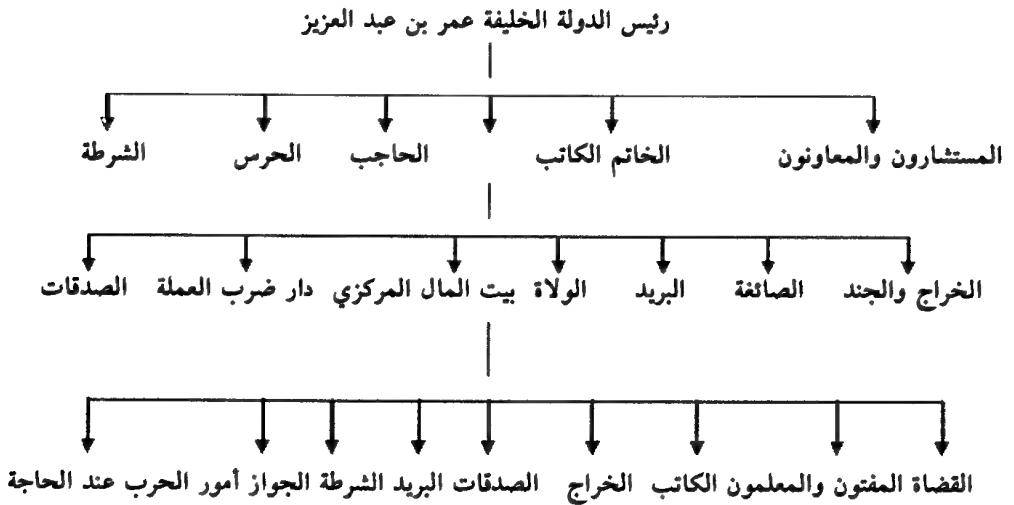 رئيس الدولة الخليفة عمر بن عبد العزيز
المستشارون والمعاونون الخاتم الكاتب الحاجب الحرس الشرطة
الخراج والجند الصائفة البريد الولاة بيت المال المركزي دار ضرب العملة الصدقات
القضاة المفتون والمعلمون الكاتب الخراج الصدقات البريد الشرطة الجواز أمور الحرب عند الحاجة